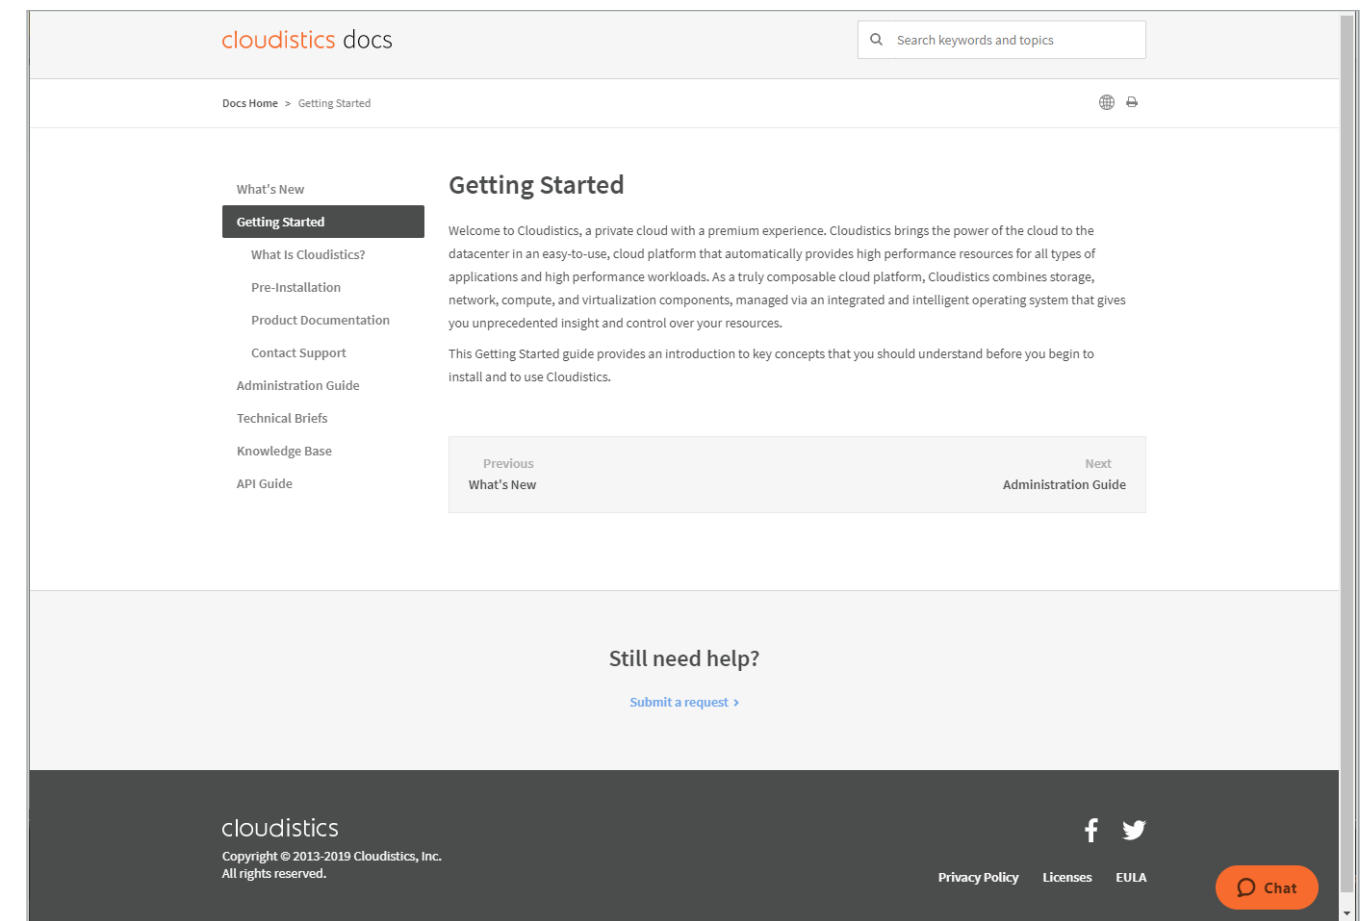 cloudistics docs
Search keywords and topics
Docs Home > Getting Started
What's New
Getting Started
What Is Cloudistics?
Pre-Installation
Product Documentation
Contact Support
Administration Guide
Technical Briefs
Knowledge Base
API Guide
Getting Started
Welcome to Cloudistics, a private cloud with a premium experience. Cloudistics brings the power of the cloud to the
datacenter in an easy-to-use, cloud platform that automatically provides high performance resources for all types of
applications and high performance workloads. As a truly composable cloud platform, Cloudistics combines storage,
network, compute, and virtualization components, managed via an integrated and intelligent operating system that gives
you unprecedented insight and control over your resources.
This Getting Started guide provides an introduction to key concepts that you should understand before you begin to
install and to use Cloudistics.
Previous
What's New
Next
Administration Guide
Still need help?
Submit a request ›
cloudistics
Copyright © 2013-2019 Cloudistics, Inc.
All rights reserved.
Privacy Policy Licenses EULA
Chat